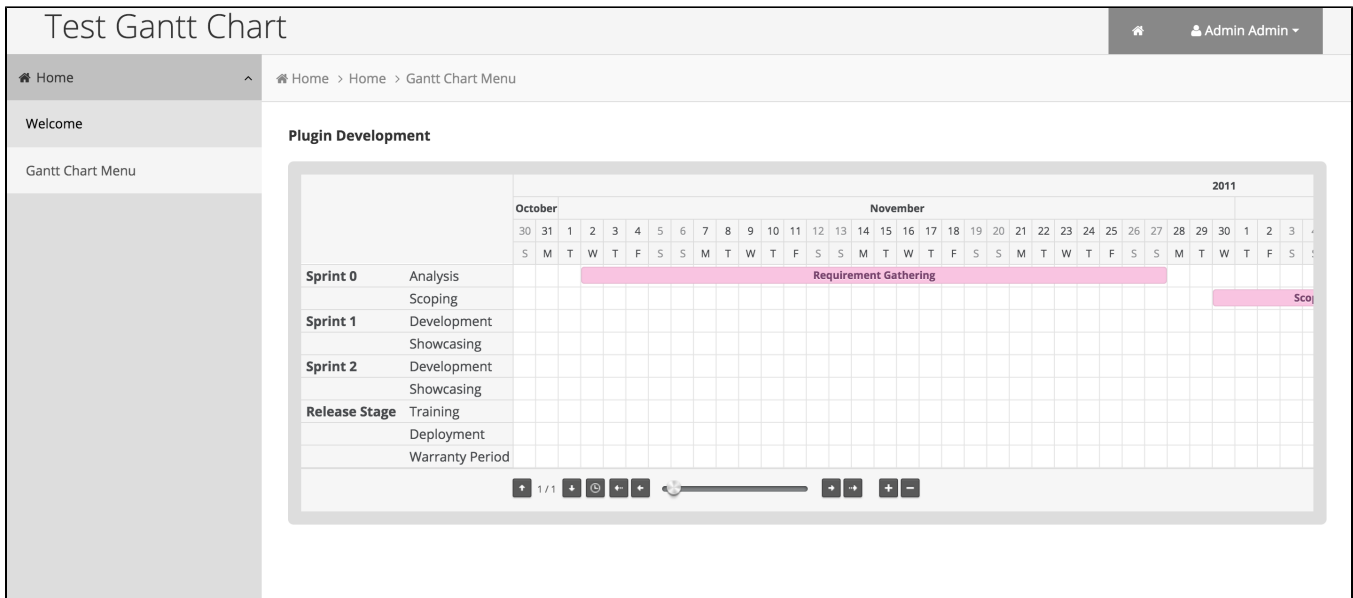 Test Gantt Chart
Admin Admin
Home
Home > Home > Gantt Chart Menu
Welcome
Gantt Chart Menu
Plugin Development
2011
October November
30 31 1 2 3 4 5 6 7 8 9 10 11 12 13 14 15 16 17 18 19 20 21 22 23 24 25 26 27 28 29 30 1 2 3
S M T W T F S S M T W T F S S M T W T F S S M T W T F S S M T W T F S
Sprint 0 Analysis Requirement Gathering
Scoping
Sprint 1 Development
Showcasing
Sprint 2 Development
Showcasing
Release Stage Training
Deployment
Warranty Period
1 / 1